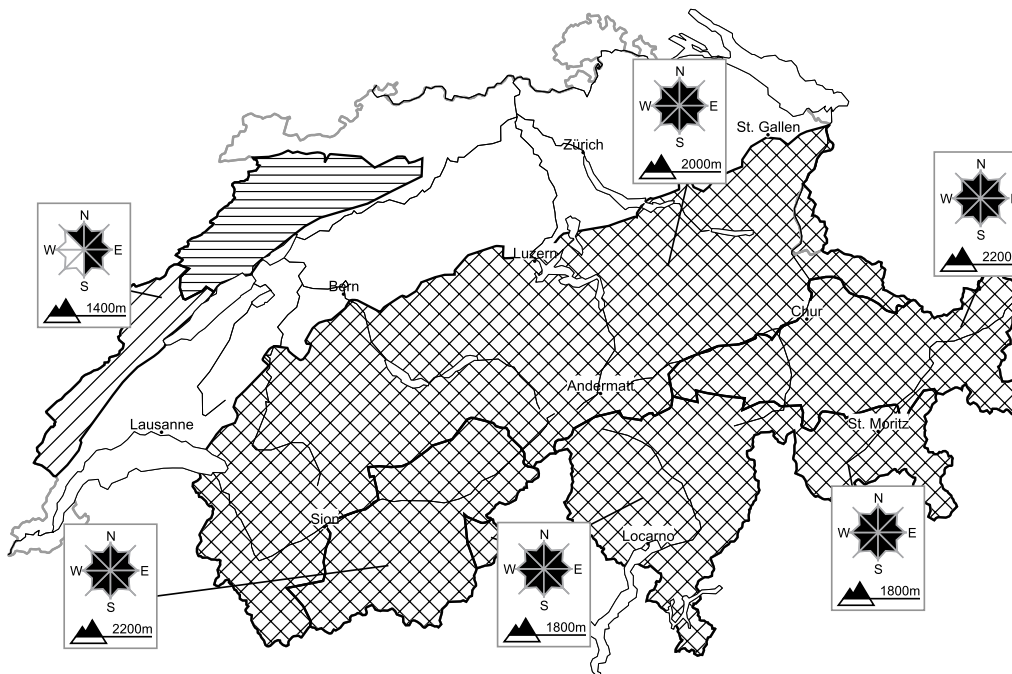 N
W E
S
2000m
St. Gallen
Zürich
N
W
S
2200
N
W E
S
1400m
Luzern
Bern
Chur
Andermatt
Lausanne
St. Moritz
Sion
Locarno
N
W E
S
1800m
N
W E
S
1800m
N
W E
S
2200m